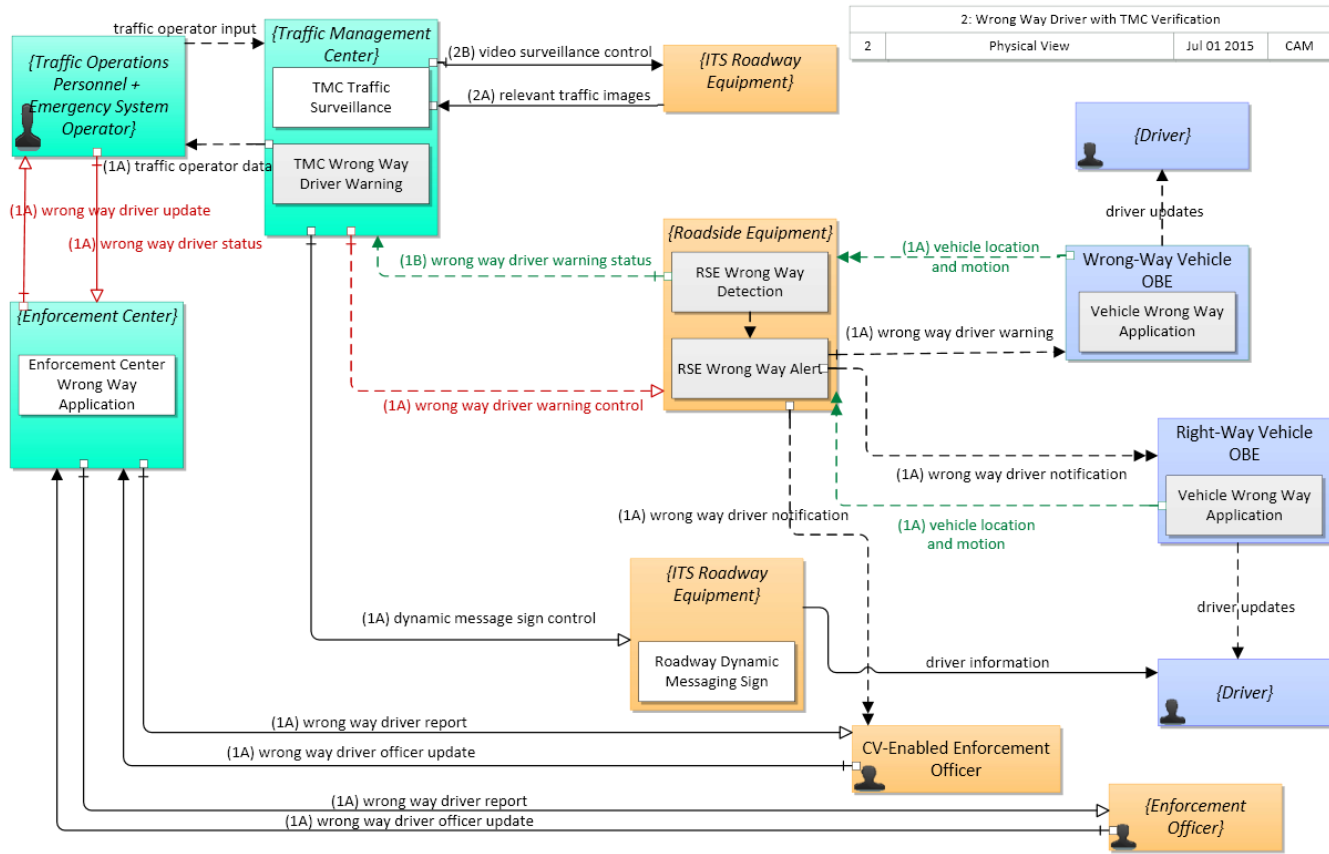 2: Wrong Way Driver with TMC Verification
2 Physical View Jul 01 2015 CAM
traffic operator input
{Traffic Operations
Personnel +
Emergency System
Operator}
{Traffic Management
Center}
TMC Traffic
Surveillance
TMC Wrong Way
Driver Warning
(2B) video surveillance control
(2A) relevant traffic images
{ITS Roadway
Equipment}
{Driver}
(1A) traffic operator data
(1A) wrong way driver update
(1A) wrong way driver status
driver updates
{Roadside Equipment}
RSE Wrong Way
Detection
RSE Wrong Way Alert
(1B) wrong way driver warning status
(1A) vehicle location
and motion
Wrong-Way Vehicle
OBE
Vehicle Wrong Way
Application
(1A) wrong way driver warning
{Enforcement Center}
Enforcement Center
Wrong Way
Application
(1A) wrong way driver warning control
Right-Way Vehicle
OBE
Vehicle Wrong Way
Application
(1A) wrong way driver notification
(1A) wrong way driver notification
(1A) vehicle location
and motion
{ITS Roadway
Equipment}
Roadway Dynamic
Messaging Sign
(1A) dynamic message sign control
driver updates
driver information
{Driver}
(1A) wrong way driver report
(1A) wrong way driver officer update
CV-Enabled Enforcement
Officer
(1A) wrong way driver report
(1A) wrong way driver officer update
{Enforcement
Officer}